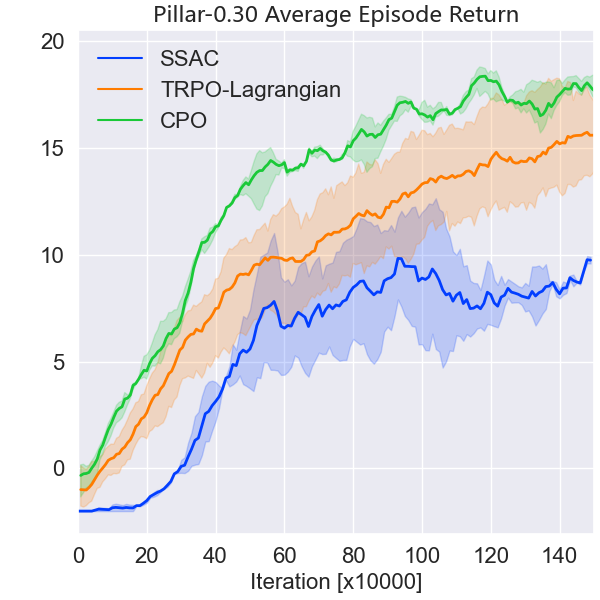 Pillar-0.30 Average Episode Return
20
15
10
5
0
SSAC
TRPO-Lagrangian
CPO
0 20 40 60 80 100 120 140
Iteration [x10000]